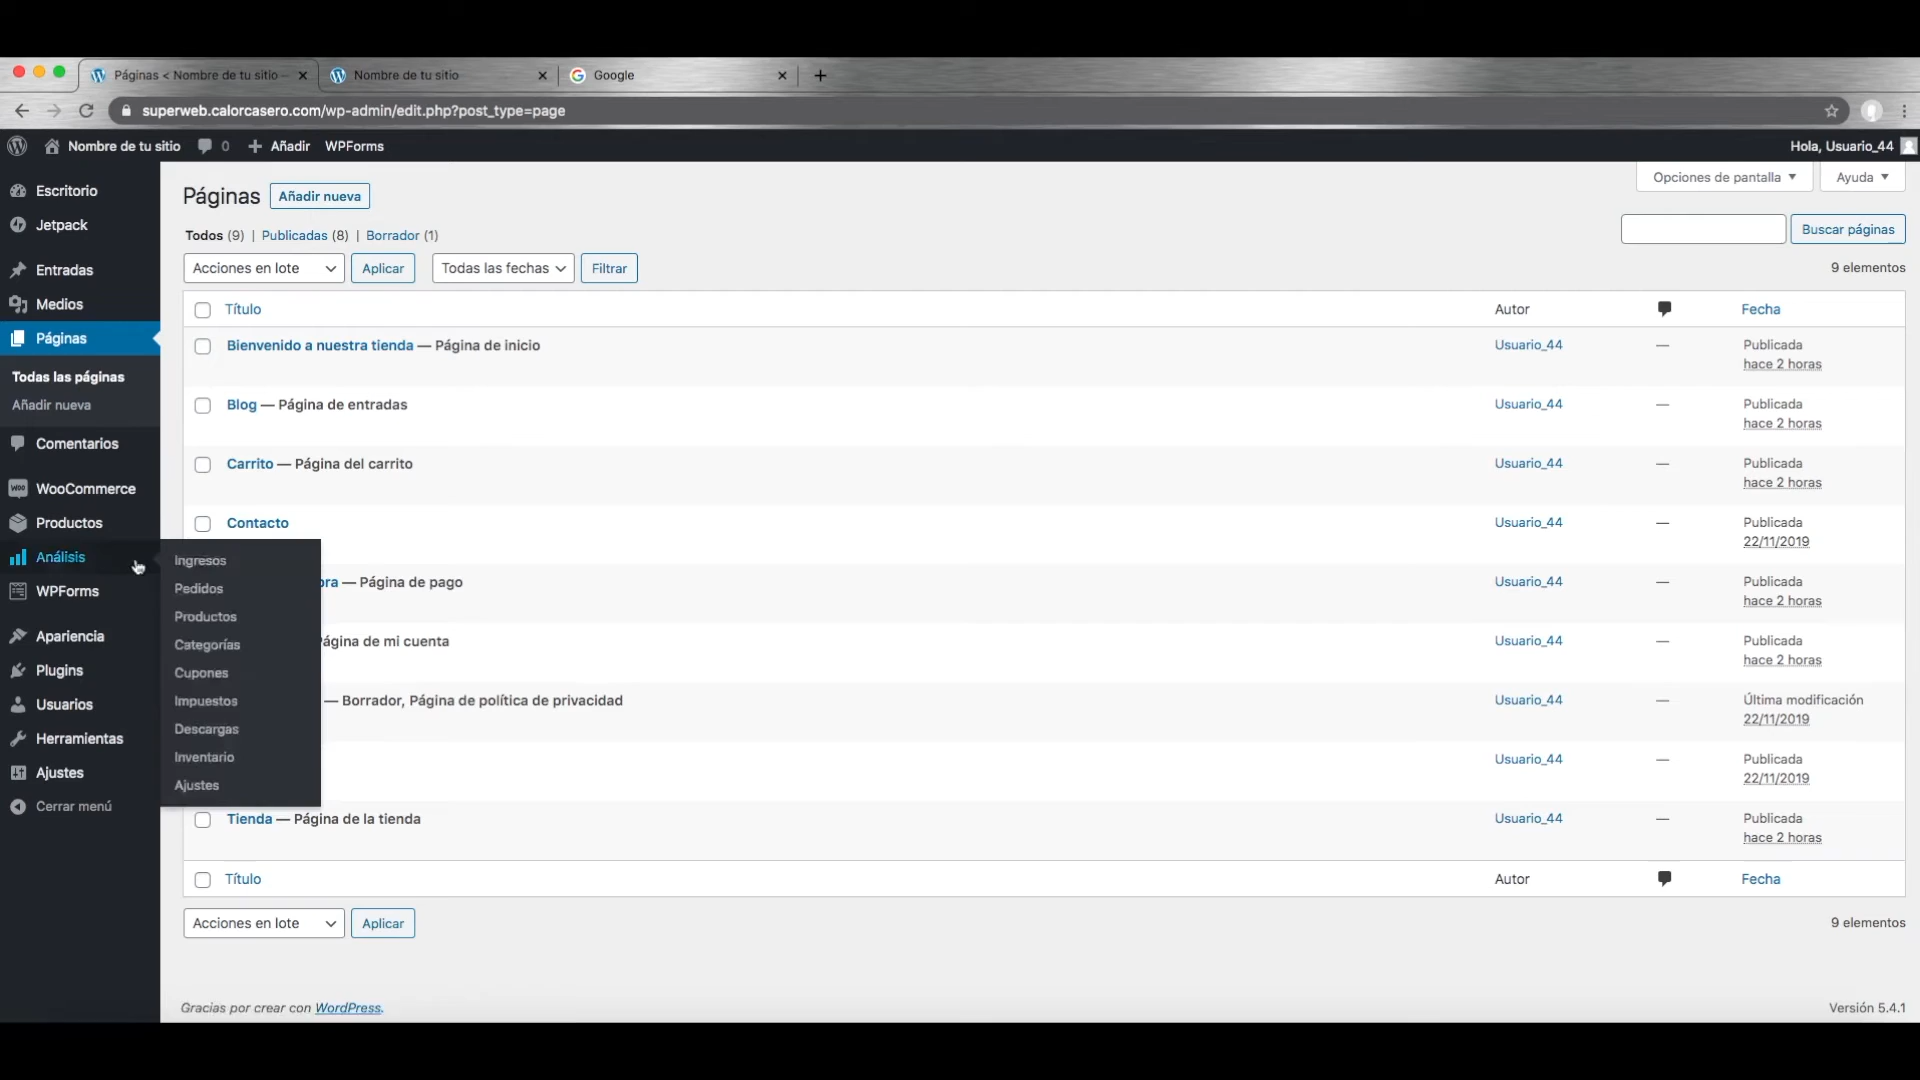 Páginas < Nombre de tu sitio –
Nombre de tu sitio
Google
superweb.calorcasero.com/wp-admin/edit.php?post_type=page
Nombre de tu sitio
0
Añadir
WPForms
Hola, Usuario_44
Escritorio
Jetpack
Entradas
Medios
Páginas
Todas las páginas
Añadir nueva
Comentarios
WooCommerce
Productos
Análisis
WPForms
Apariencia
Plugins
Usuarios
Herramientas
Ajustes
Cerrar menú
Ingresos
Pedidos
Productos
Categorías
Cupones
Impuestos
Descargas
Inventario
Ajustes
Páginas
Añadir nueva
Opciones de pantalla
Ayuda
Todos (9) | Publicadas (8) | Borrador (1)
Buscar páginas
Acciones en lote
Aplicar
Todas las fechas
Filtrar
9 elementos
Título
Autor
Fecha
Bienvenido a nuestra tienda — Página de inicio
Usuario_44
—
Publicada
hace 2 horas
Blog — Página de entradas
Usuario_44
—
Publicada
hace 2 horas
Carrito — Página del carrito
Usuario_44
—
Publicada
hace 2 horas
Contacto
Usuario_44
—
Publicada
22/11/2019
— Página de pago
Usuario_44
—
Publicada
hace 2 horas
Página de mi cuenta
Usuario_44
—
Publicada
hace 2 horas
— Borrador, Página de política de privacidad
Usuario_44
—
Última modificación
22/11/2019
Usuario_44
—
Publicada
22/11/2019
Tienda — Página de la tienda
Usuario_44
—
Publicada
hace 2 horas
Título
Autor
Fecha
Acciones en lote
Aplicar
9 elementos
Gracias por crear con WordPress.
Versión 5.4.1